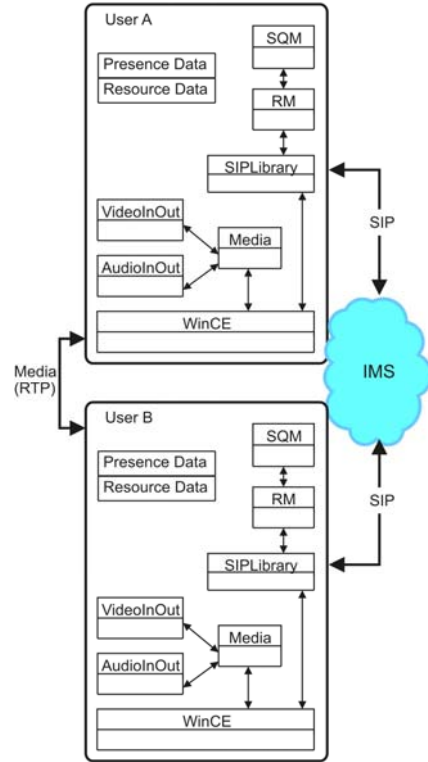 User A
SQM
Presence Data
Resource Data
RM
SIPLibrary
VideoInOut
Media
AudioInOut
WinCE
SIP
IMS
Media
(RTP)
User B
SQM
Presence Data
Resource Data
RM
SIP
SIPLibrary
VideoInOut
Media
AudioInOut
WinCE